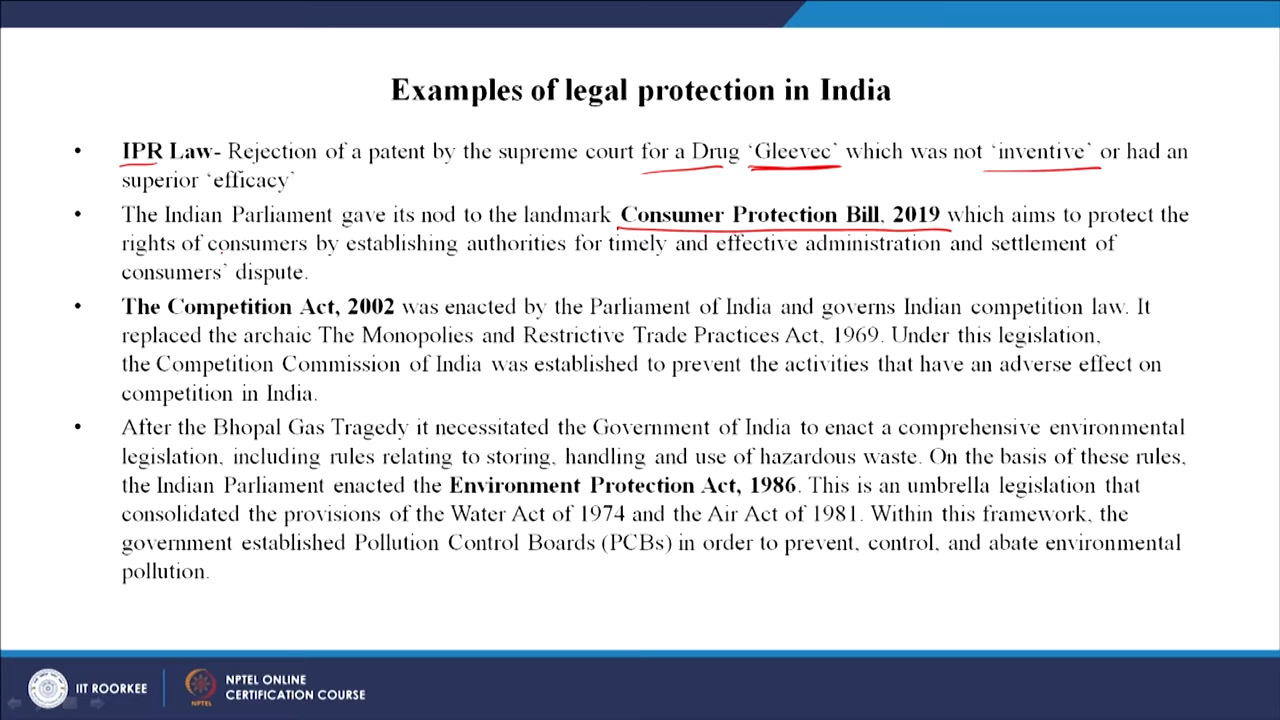 Examples of legal protection in India
• IPR Law- Rejection of a patent by the supreme court for a Drug ‘Gleevec’ which was not ‘inventive’ or had an
superior ‘efficacy’
• The Indian Parliament gave its nod to the landmark Consumer Protection Bill, 2019 which aims to protect the
rights of consumers by establishing authorities for timely and effective administration and settlement of
consumers’ dispute.
• The Competition Act, 2002 was enacted by the Parliament of India and governs Indian competition law. It
replaced the archaic The Monopolies and Restrictive Trade Practices Act, 1969. Under this legislation,
the Competition Commission of India was established to prevent the activities that have an adverse effect on
competition in India.
• After the Bhopal Gas Tragedy it necessitated the Government of India to enact a comprehensive environmental
legislation, including rules relating to storing, handling and use of hazardous waste. On the basis of these rules,
the Indian Parliament enacted the Environment Protection Act, 1986. This is an umbrella legislation that
consolidated the provisions of the Water Act of 1974 and the Air Act of 1981. Within this framework, the
government established Pollution Control Boards (PCBs) in order to prevent, control, and abate environmental
pollution.
IIT ROORKEE
NPTEL
NPTEL ONLINE
CERTIFICATION COURSE